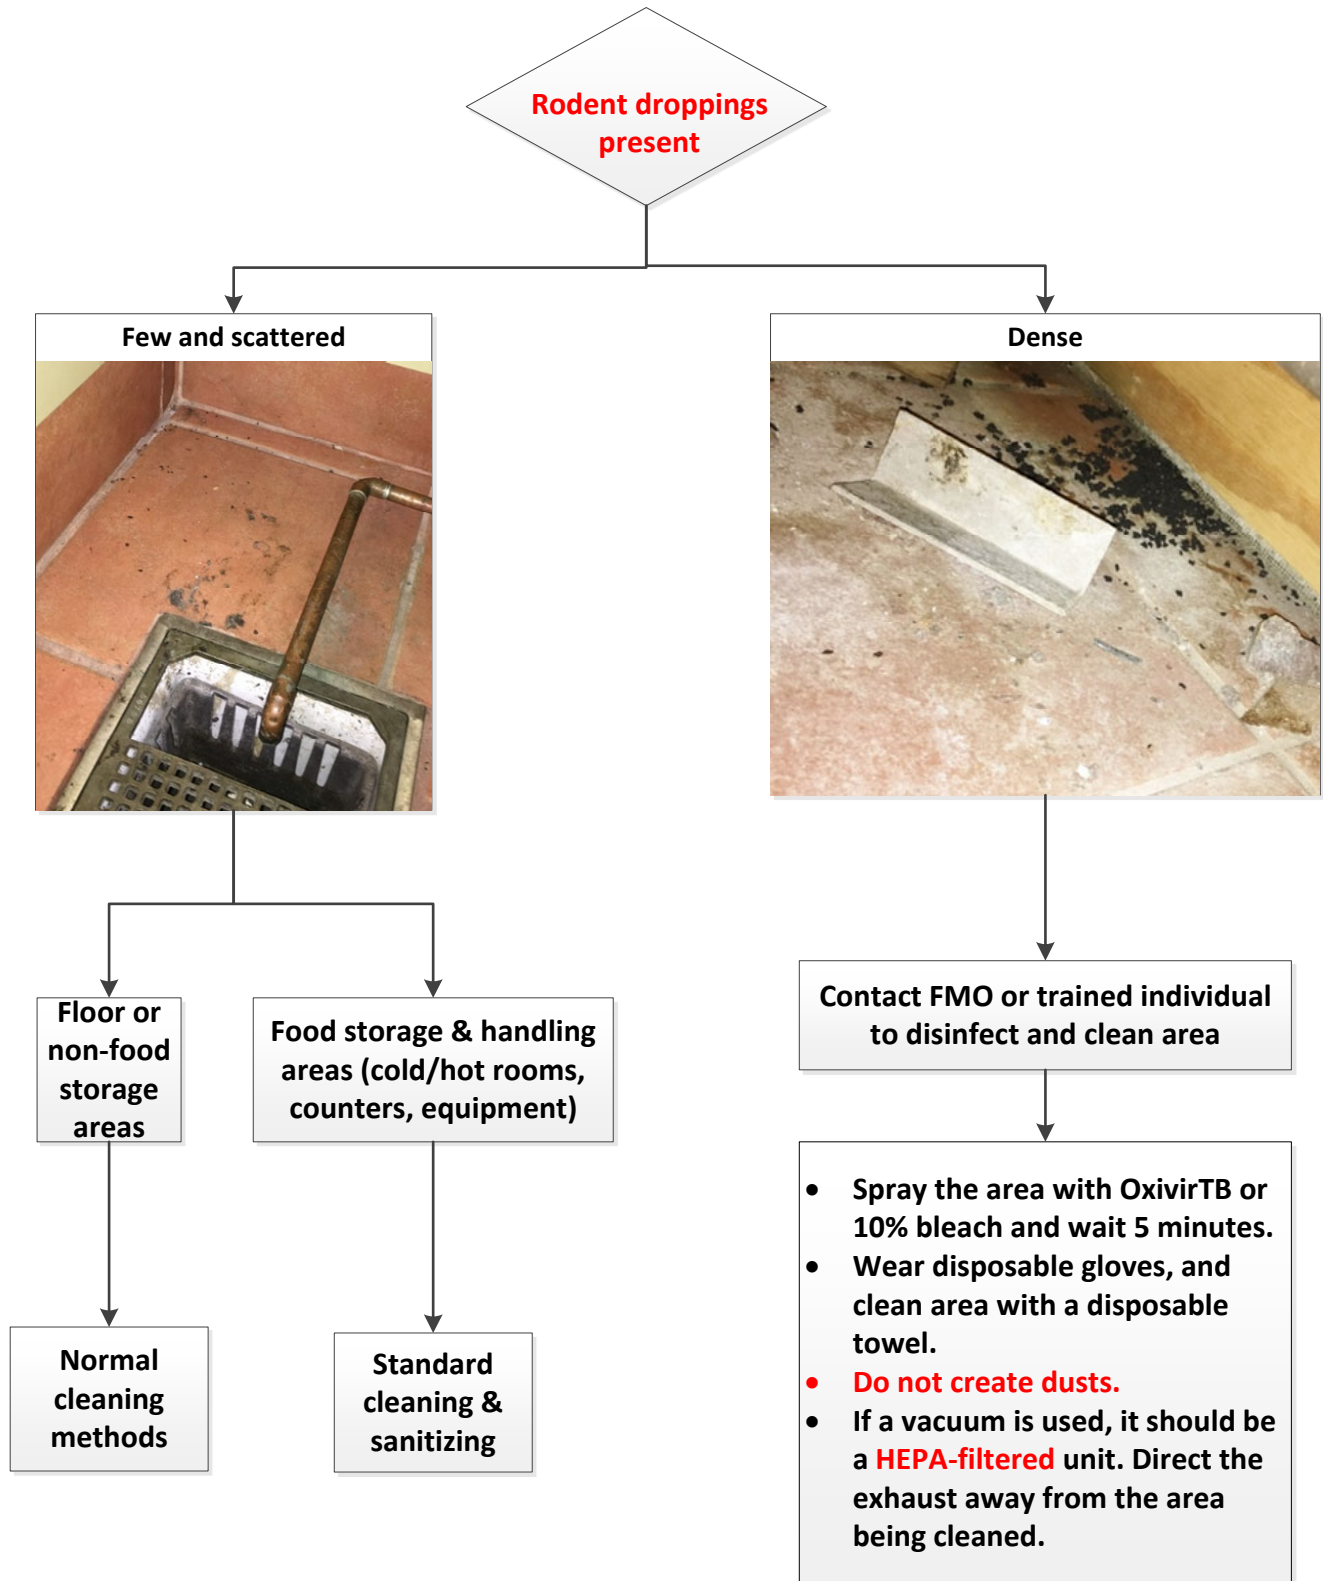 Rodent droppings
present
Few and scattered
Dense
Floor or
non-food
storage
areas
Food storage & handling
areas (cold/hot rooms,
counters, equipment)
Contact FMO or trained individual
to disinfect and clean area
Normal
cleaning
methods
Standard
cleaning &
sanitizing
• Spray the area with OxivirTB or
10% bleach and wait 5 minutes.
• Wear disposable gloves, and
clean area with a disposable
towel.
• Do not create dusts.
• If a vacuum is used, it should be
a HEPA-filtered unit. Direct the
exhaust away from the area
being cleaned.